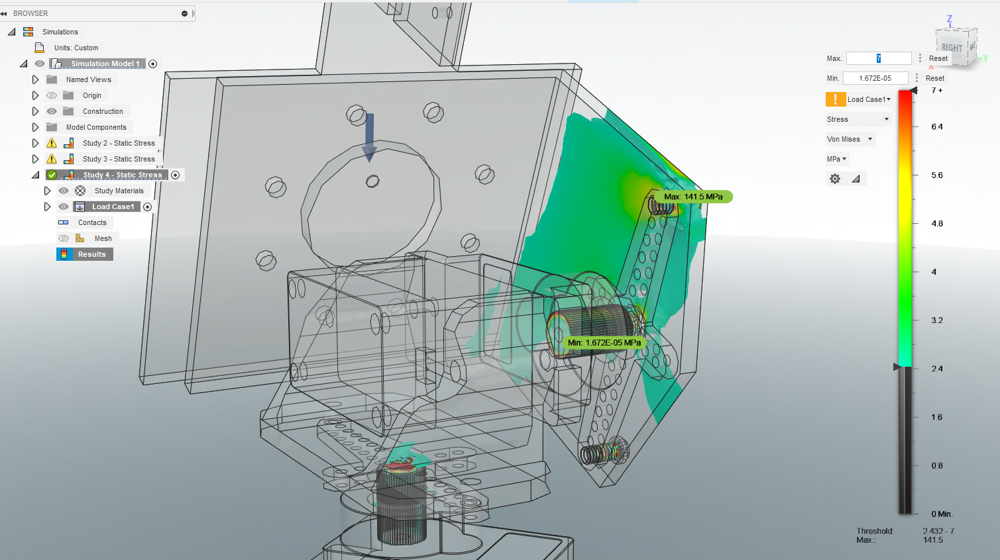 BROWSER
Simulations
Units: Custom
Simulation Model 1
Named Views
Origin
Construction
Model Components
Study 2 - Static Stress
Study 3 - Static Stress
Study 4 - Static Stress
Study Materials
Load Case1
Contacts
Mesh
Results
Z
RIGHT
Y
Max. 7 Reset
Min. 1.672E-05 Reset
Load Case1
Stress
Von Mises
MPa
7 +
6.4
5.6
4.8
4
3.2
2.4
1.6
0.8
0 Min.
Threshold: 2.432 - 7
Max.: 141.5
Max: 141.5 MPa
Min: 1.672E-05 MPa